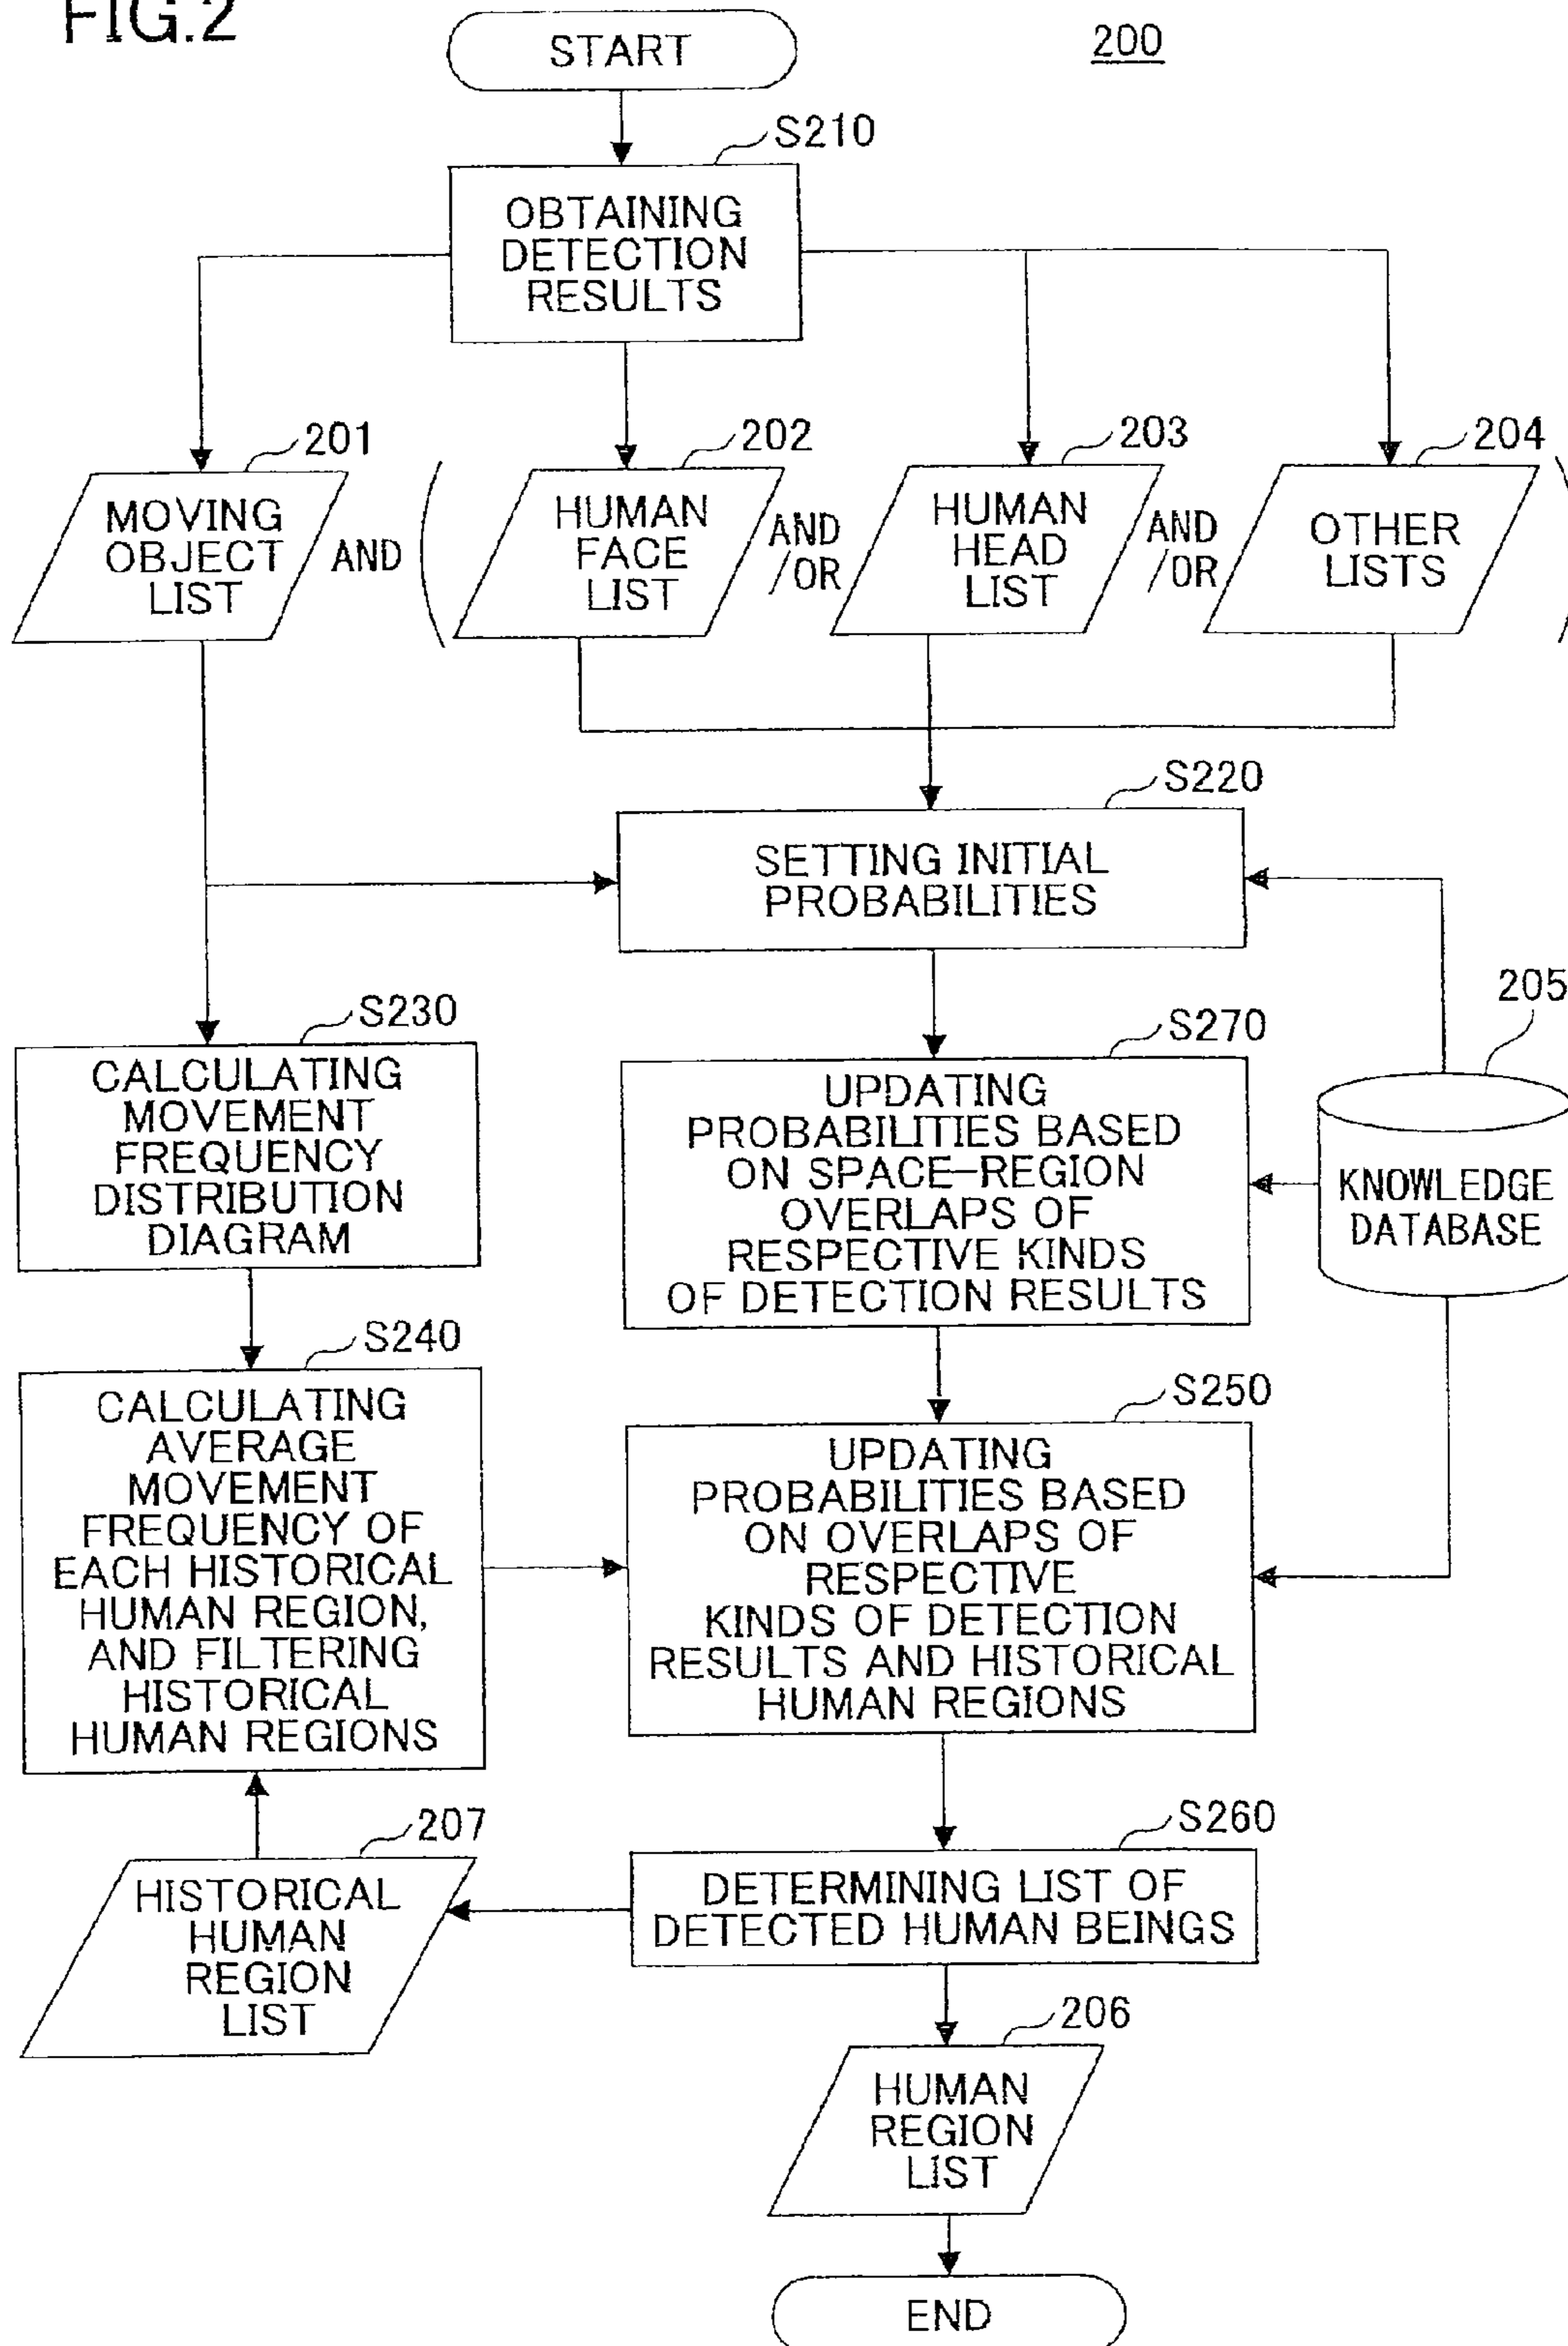 FIG.2
200
START
S210
OBTAINING
DETECTION
RESULTS
201
202
203
204
MOVING
OBJECT
LIST
AND
(
HUMAN
FACE
LIST
AND
/OR
HUMAN
HEAD
LIST
AND
/OR
OTHER
LISTS
)
S220
SETTING INITIAL
PROBABILITIES
205
S230
CALCULATING
MOVEMENT
FREQUENCY
DISTRIBUTION
DIAGRAM
S270
UPDATING
PROBABILITIES BASED
ON SPACE-REGION
OVERLAPS OF
RESPECTIVE KINDS
OF DETECTION RESULTS
KNOWLEDGE
DATABASE
S240
CALCULATING
AVERAGE
MOVEMENT
FREQUENCY OF
EACH HISTORICAL
HUMAN REGION,
AND FILTERING
HISTORICAL
HUMAN REGIONS
S250
UPDATING
PROBABILITIES BASED
ON OVERLAPS OF
RESPECTIVE
KINDS OF DETECTION
RESULTS AND HISTORICAL
HUMAN REGIONS
207
HISTORICAL
HUMAN
REGION
LIST
S260
DETERMINING LIST OF
DETECTED HUMAN BEINGS
206
HUMAN
REGION
LIST
END